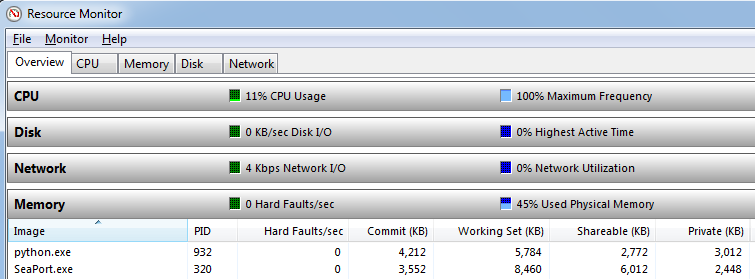 Resource Monitor
File Monitor Help
Overview CPU Memory Disk Network
CPU 11% CPU Usage 100% Maximum Frequency
Disk 0 KB/sec Disk I/O 0% Highest Active Time
Network 4 Kbps Network I/O 0% Network Utilization
Memory 0 Hard Faults/sec 45% Used Physical Memory
Image PID Hard Faults/sec Commit (KB) Working Set (KB) Shareable (KB) Private (KB)
python.exe 932 0 4,212 5,784 2,772 3,012
SeaPort.exe 320 0 3,552 8,460 6,012 2,448